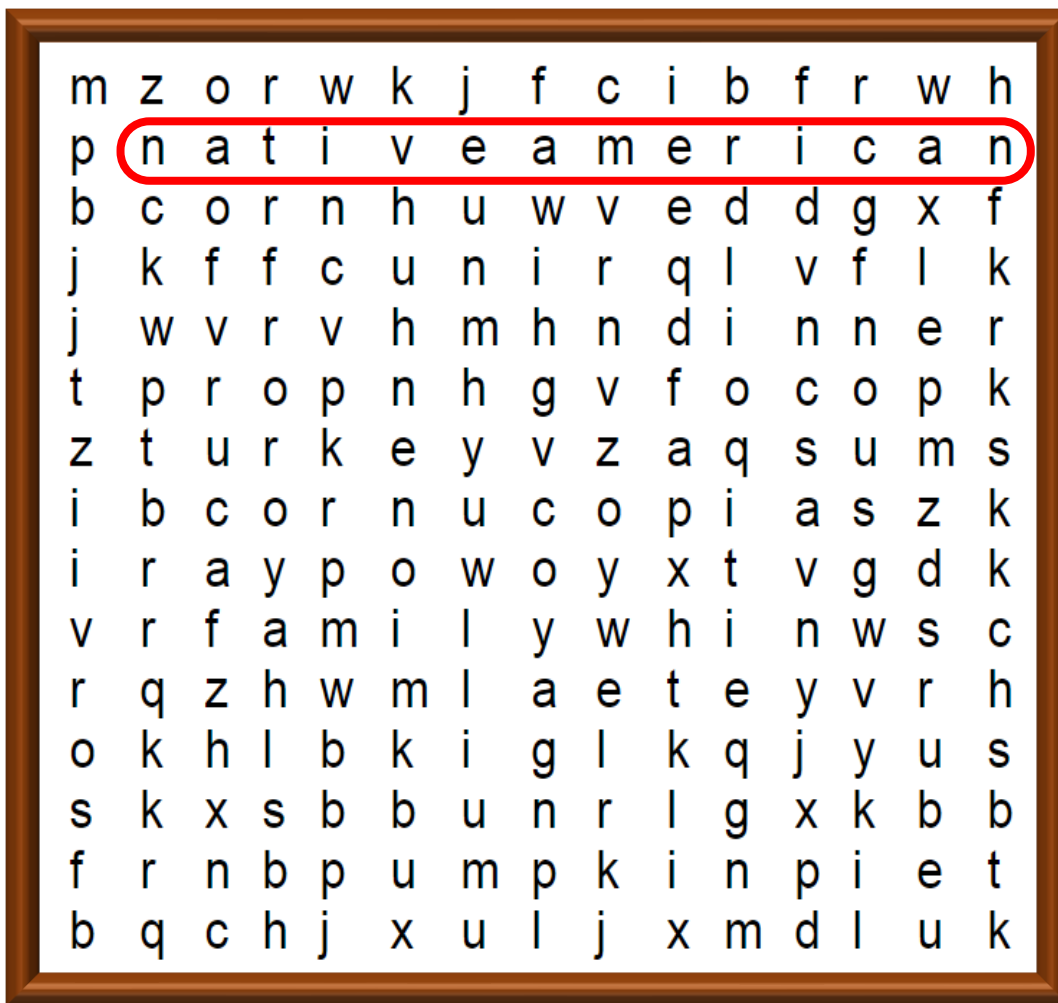 m z o r w k j f c i b f r w h
p n a t i v e a m e r i c a n
b c o r n h u w v e d d g x f
j k f f c u n i r q l v f l k
j w v r v h m h n d i n n e r
t p r o p n h g v f o c o p k
z t u r k e y v z a q s u m s
i b c o r n u c o p i a s z k
i r a y p o w o y x t v g d k
v r f a m i l y w h i n w s c
r q z h w m l a e t e y v r h
o k h l b k i g l k q j y u s
s k x s b b u n r l g x k b b
f r n b p u m p k i n p i e t
b q c h j x u l j x m d l u k